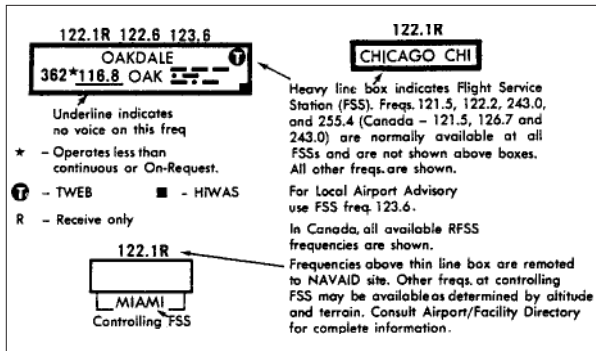 122.1R 122.6 123.6
OAKDALE T
362★116.8 OAK
Underline indicates
no voice on this freq
★ - Operates less than
continuous or On-Request.
T - TWEB ■ - HIWAS
R - Receive only
122.1R
MIAMI
Controlling FSS
122.1R
CHICAGO CHI
Heavy line box indicates Flight Service
Station (FSS). Freqs. 121.5, 122.2, 243.0,
and 255.4 (Canada - 121.5, 126.7 and
243.0) are normally available at all
FSSs and are not shown above boxes.
All other freqs. are shown.
For Local Airport Advisory
use FSS freq. 123.6.
In Canada, all available RFSS
frequencies are shown.
Frequencies above thin line box are remoted
to NAVAID site. Other freqs. at controlling
FSS may be available as determined by altitude
and terrain. Consult Airport/Facility Directory
for complete information.